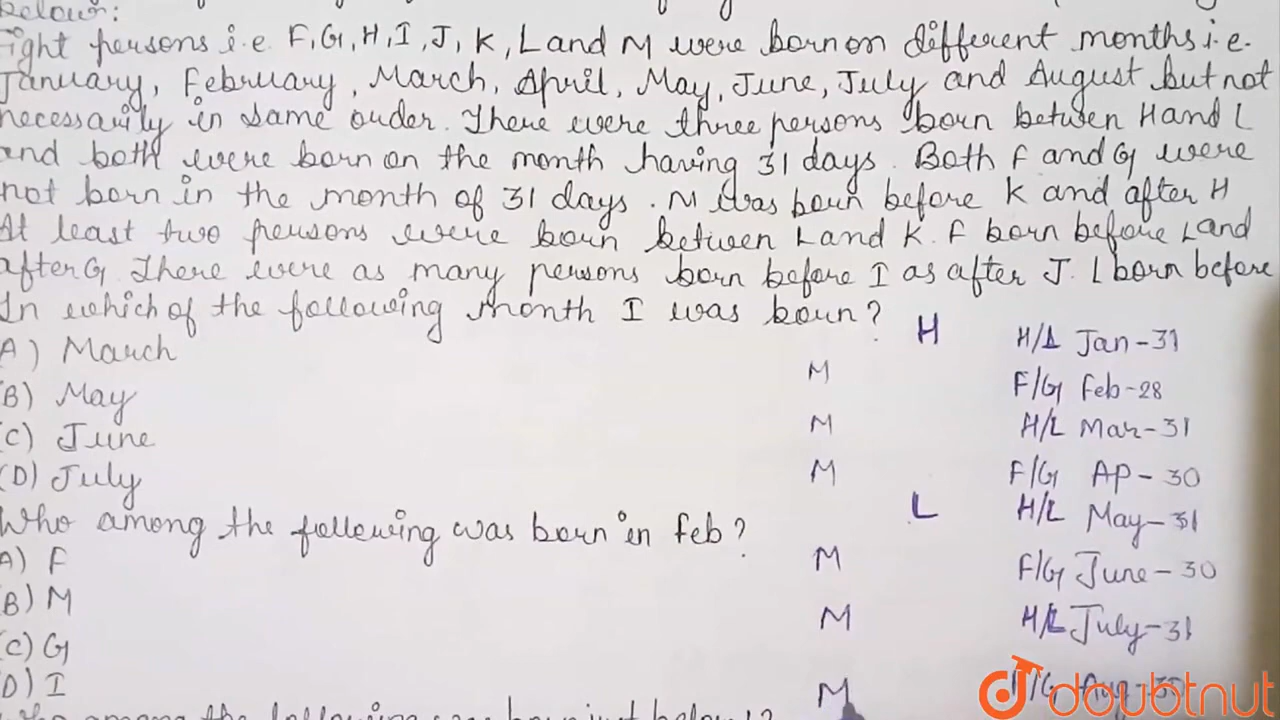 Below:
Eight persons i.e. F, G, H, I, J, K, L and M were born on different months i.e.
January, February, March, April, May, June, July and August but not
necessarily in same order. There were three persons born betwen H and L
and both were born on the month having 31 days. Both F and G were
not born in the month of 31 days. M was born before K and after H
At least two persons were born between L and K. F born before L and
after G. There were as many persons born before I as after J. L born before
In which of the following month I was born?
A) March
(B) May
(C) June
(D) July
Who among the following was born in feb?
A) F
(B) M
(C) G
(D) I
H
M
M
M
L
M
M
M
H/L Jan-31
F/G Feb-28
H/L Mar-31
F/G AP-30
H/L May-31
F/G June-30
H/L July-31
Aug
doubtnut